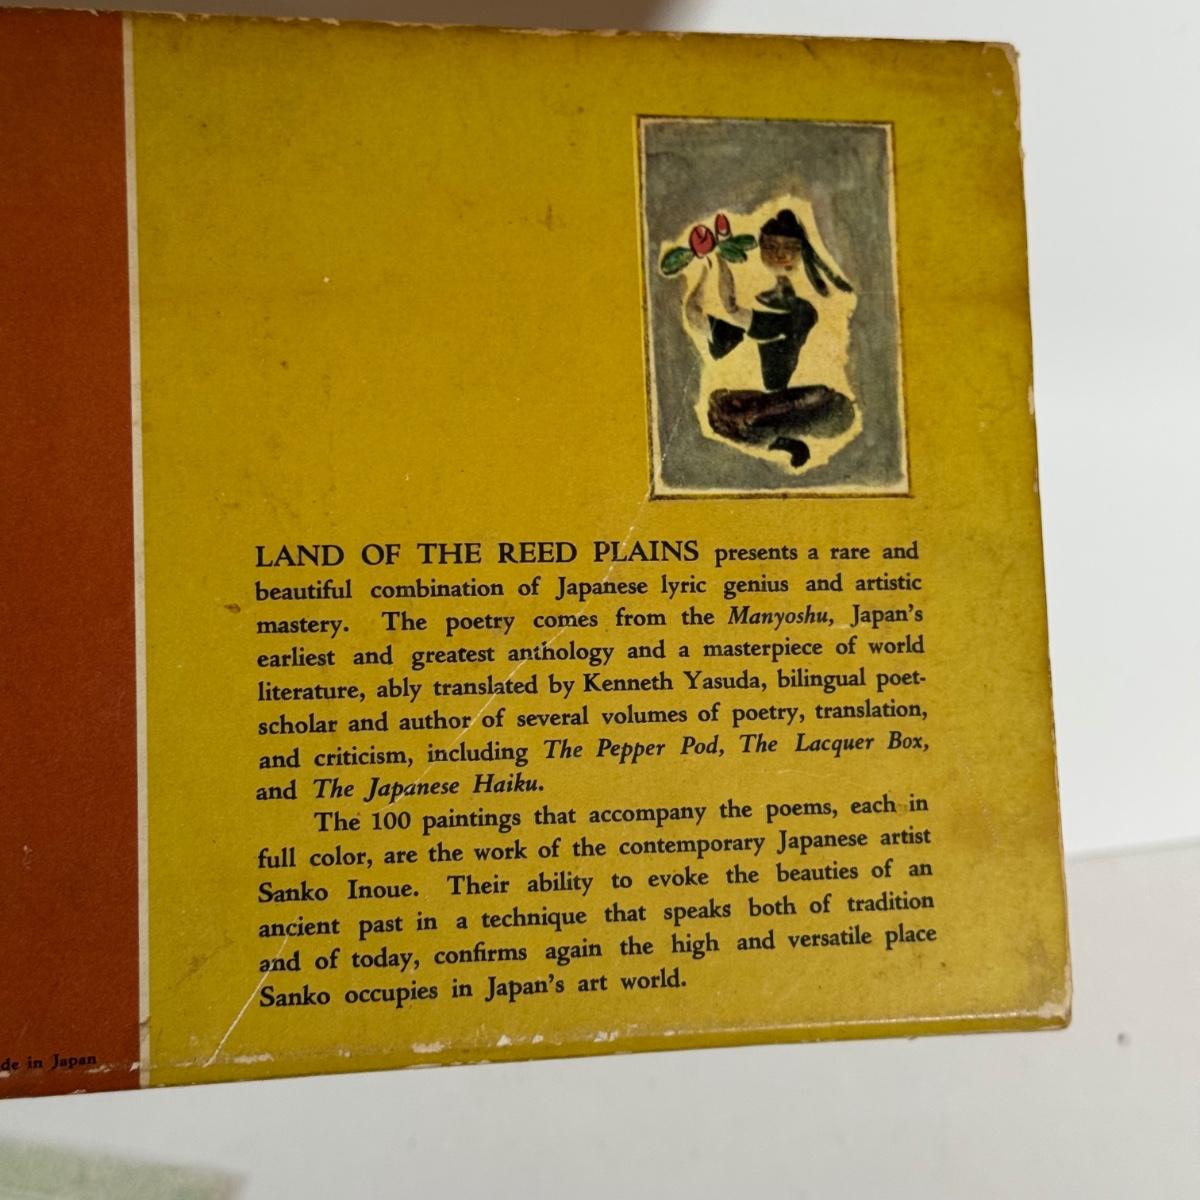 LAND OF THE REED PLAINS presents a rare and
beautiful combination of Japanese lyric genius and artistic
mastery. The poetry comes from the Manyoshu, Japan's
earliest and greatest anthology and a masterpiece of world
literature, ably translated by Kenneth Yasuda, bilingual poet-
scholar and author of several volumes of poetry, translation,
and criticism, including The Pepper Pod, The Lacquer Box,
and The Japanese Haiku.
The 100 paintings that accompany the poems, each in
full color, are the work of the contemporary Japanese artist
Sanko Inoue. Their ability to evoke the beauties of an
ancient past in a technique that speaks both of tradition
and of today, confirms again the high and versatile place
Sanko occupies in Japan's art world.
de in Japan